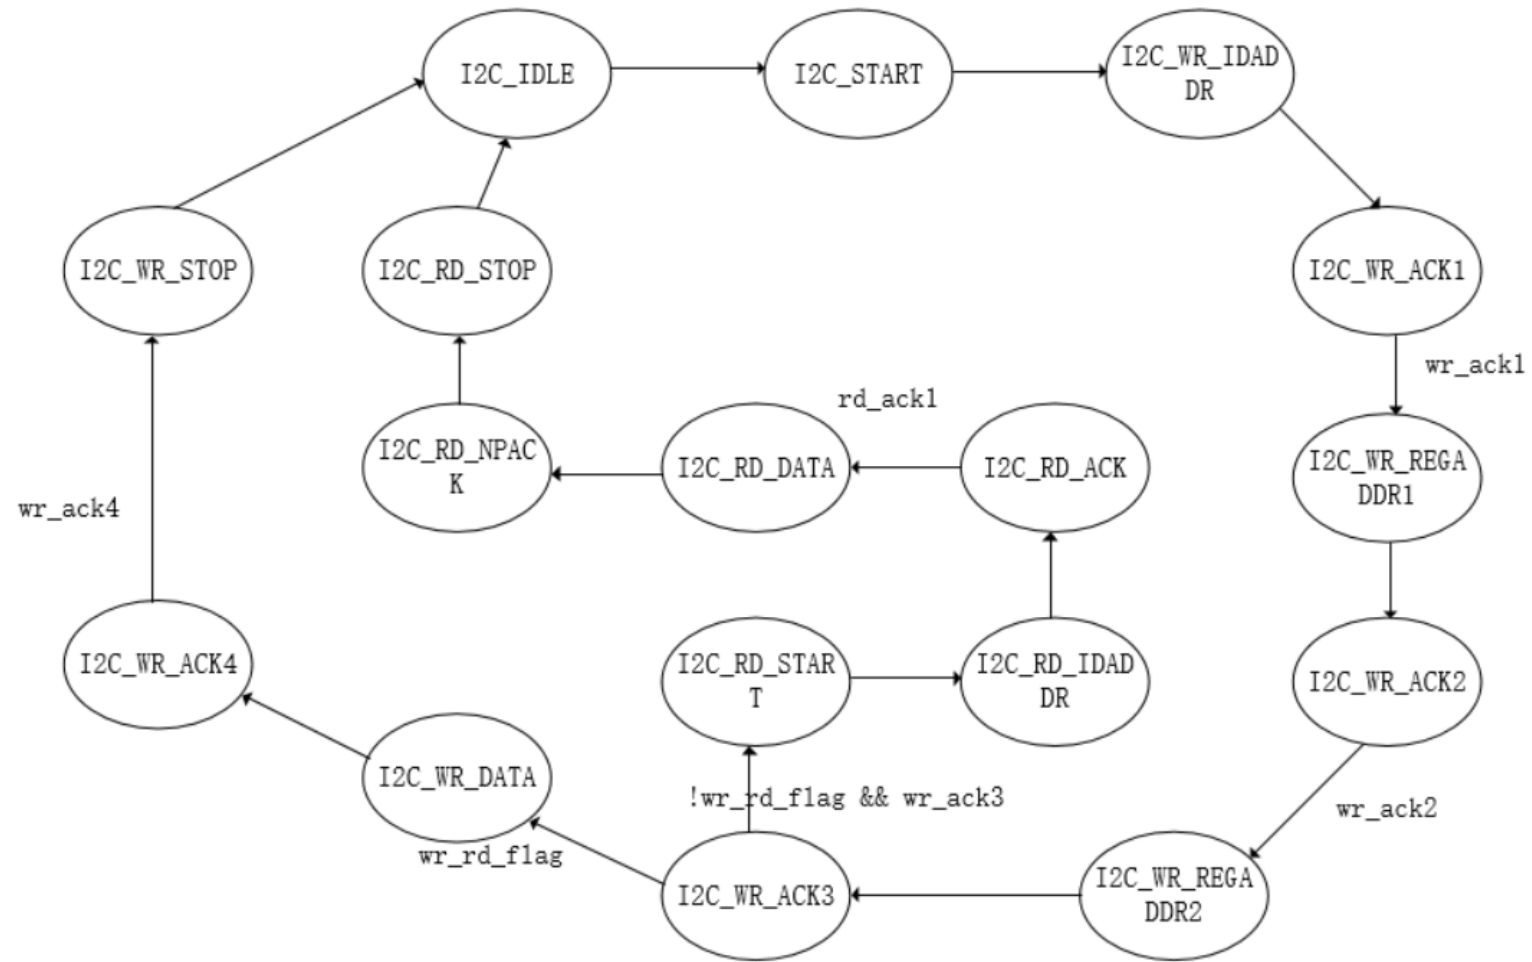 I2C_IDLE
I2C_START
I2C_WR_IDAD
DR
I2C_WR_STOP
I2C_RD_STOP
I2C_WR_ACK1
wr_ack1
rd_ack1
I2C_RD_NPAC
K
I2C_RD_DATA
I2C_RD_ACK
I2C_WR_REGA
DDR1
wr_ack4
I2C_WR_ACK4
I2C_RD_STAR
T
I2C_RD_IDAD
DR
I2C_WR_ACK2
I2C_WR_DATA
!wr_rd_flag && wr_ack3
wr_ack2
wr_rd_flag
I2C_WR_ACK3
I2C_WR_REGA
DDR2